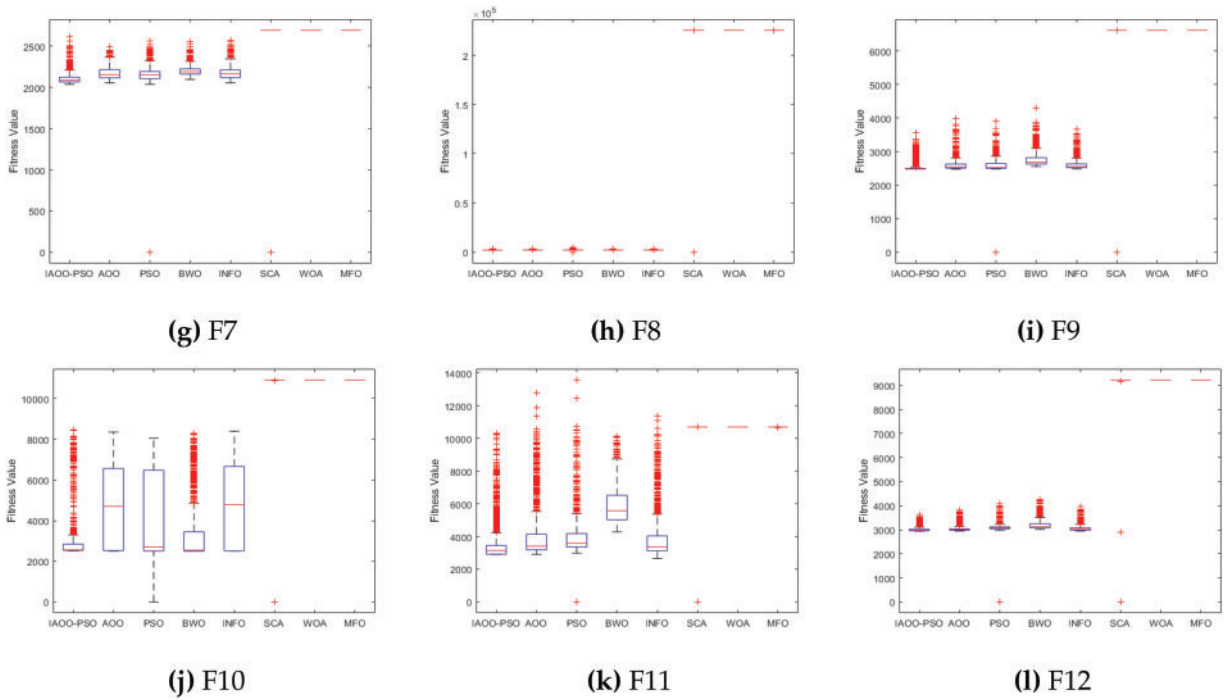 × 10^5
2500
2000
1500
1000
500
0
Fitness Value
IAOO-PSO AOO PSO BWO INFO SCA WOA MFO
2
1.5
1
0.5
0
Fitness Value
IAOO-PSO AOO PSO BWO INFO SCA WOA MFO
6000
5000
4000
3000
2000
1000
0
Fitness Value
IAOO-PSO AOO PSO BWO INFO SCA WOA MFO
(g) F7
(h) F8
(i) F9
10000
8000
6000
4000
2000
0
Fitness Value
IAOO-PSO AOO PSO BWO INFO SCA WOA MFO
14000
12000
10000
8000
6000
4000
2000
0
Fitness Value
IAOO-PSO AOO PSO BWO INFO SCA WOA MFO
9000
8000
7000
6000
5000
4000
3000
2000
1000
0
Fitness Value
IAOO-PSO AOO PSO BWO INFO SCA WOA MFO
(j) F10
(k) F11
(l) F12